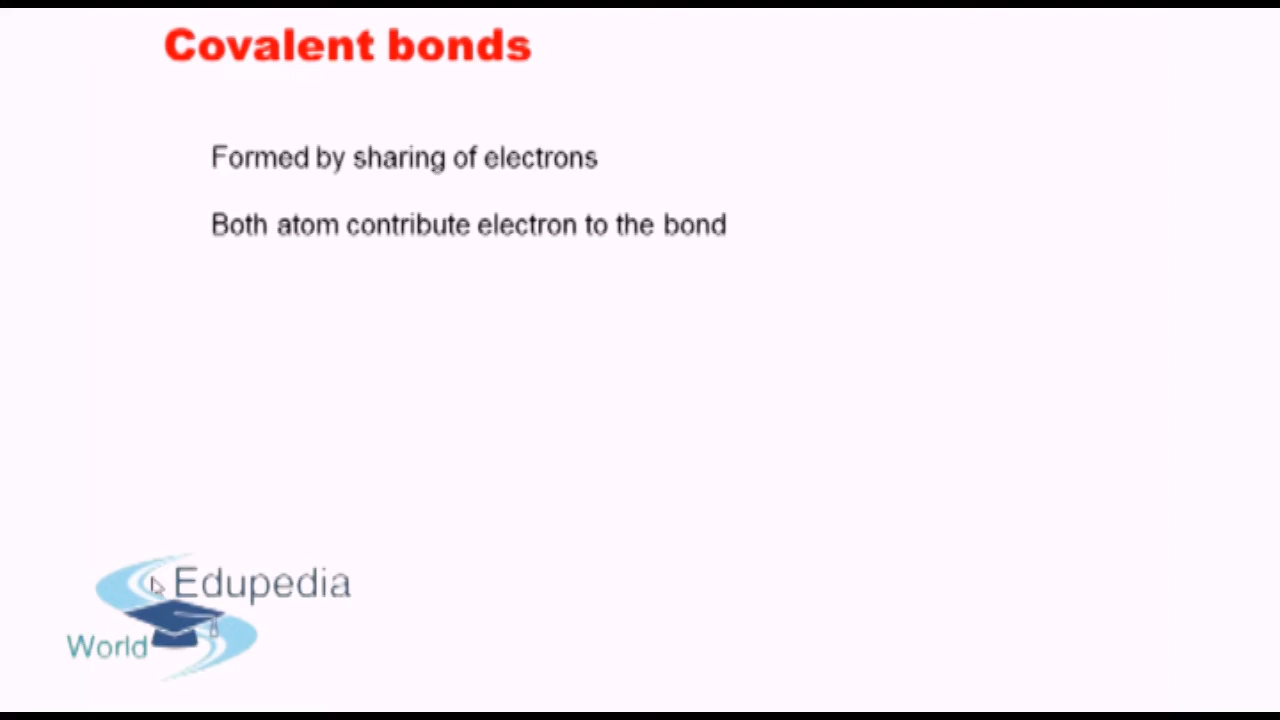 Covalent bonds
Formed by sharing of electrons
Both atom contribute electron to the bond
Edupedia
World